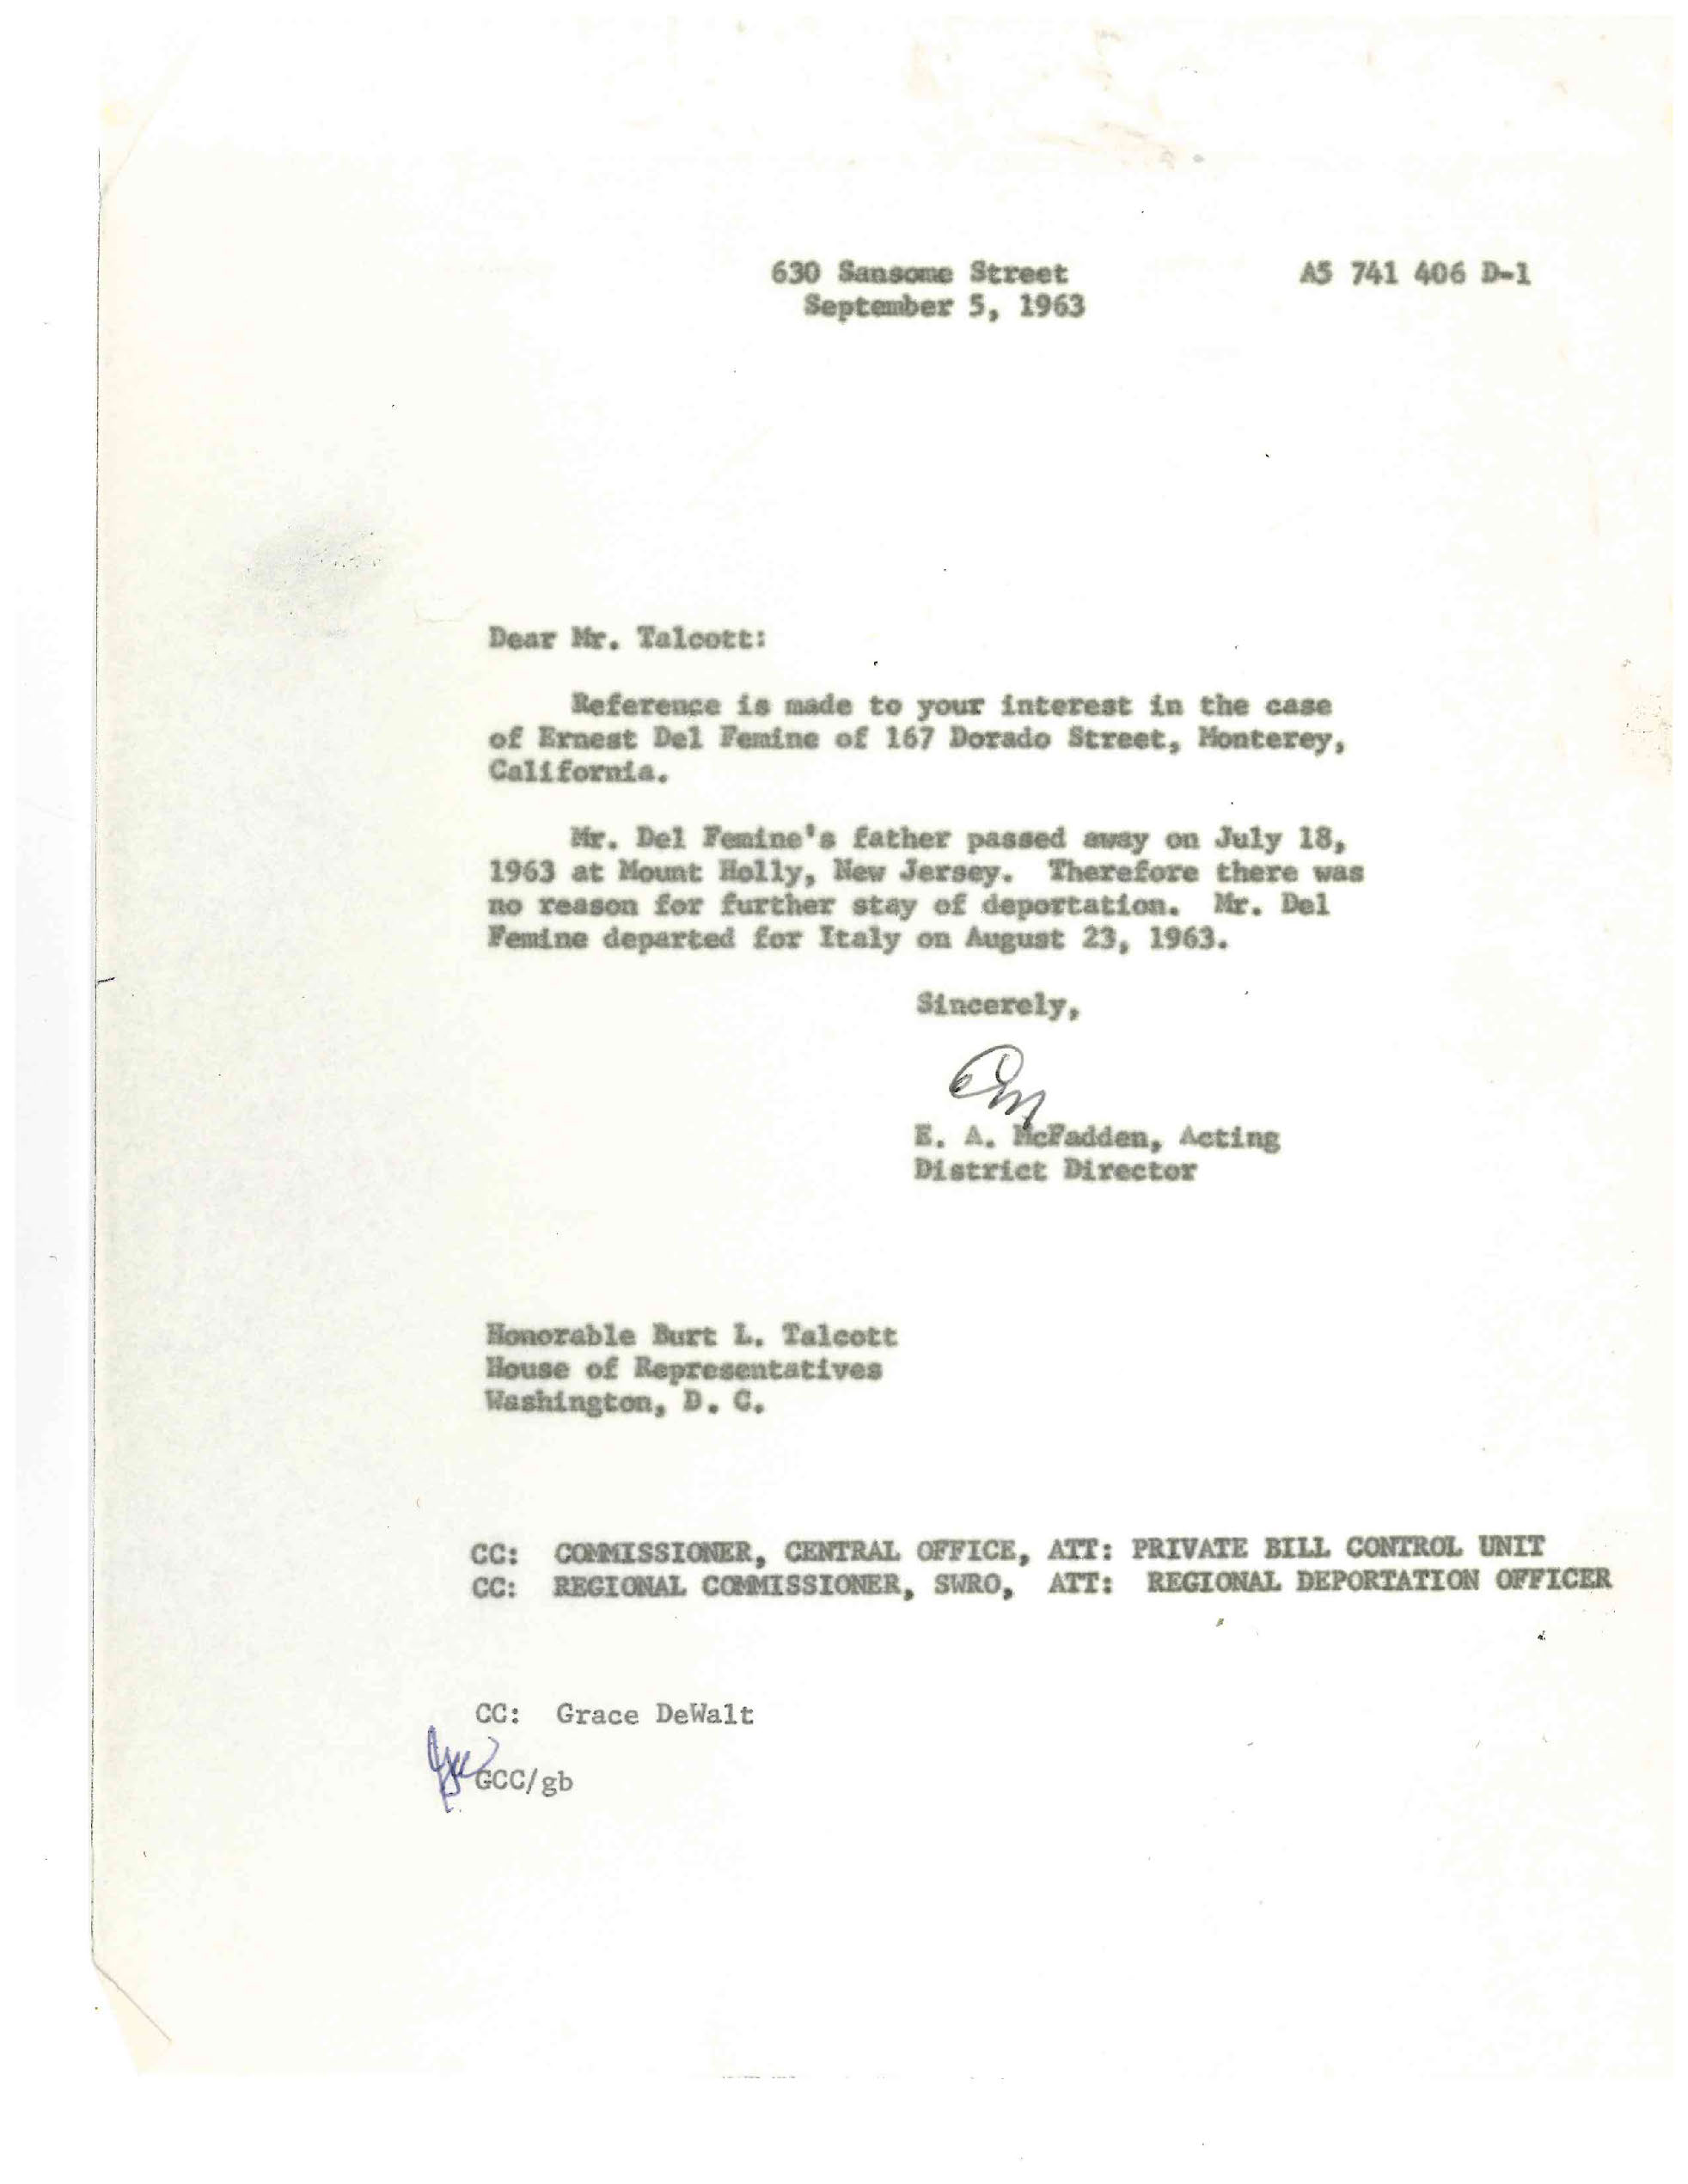 630 Sansome Street A5 741 406 D-1
September 5, 1963
Dear Mr. Talcott:
Reference is made to your interest in the case
of Ernest Del Femine of 167 Dorado Street, Monterey,
California.
Mr. Del Femine's father passed away on July 18,
1963 at Mount Holly, New Jersey. Therefore there was
no reason for further stay of deportation. Mr. Del
Femine departed for Italy on August 23, 1963.
Sincerely,
E. A. McFadden, Acting
District Director
Honorable Burt L. Talcott
House of Representatives
Washington, D. C.
CC: COMMISSIONER, CENTRAL OFFICE, ATT: PRIVATE BILL CONTROL UNIT
CC: REGIONAL COMMISSIONER, SWRO, ATT: REGIONAL DEPORTATION OFFICER
CC: Grace DeWalt
GCC/gb